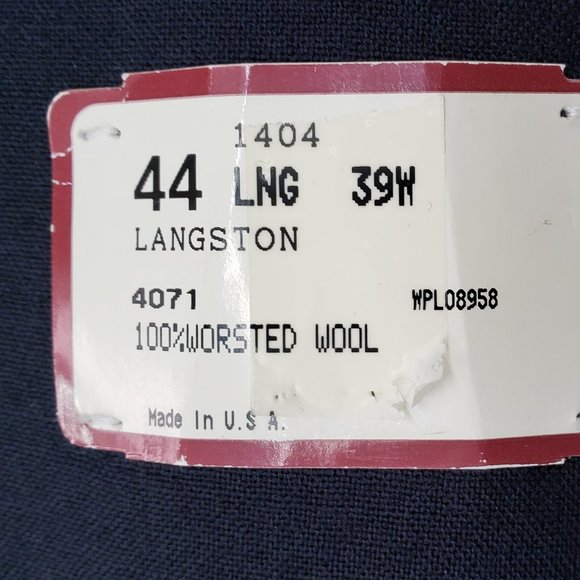 1404
44 LNG 39W
LANGSTON
4071 WPL08958
100%WORSTED WOOL
Made In U.S A.